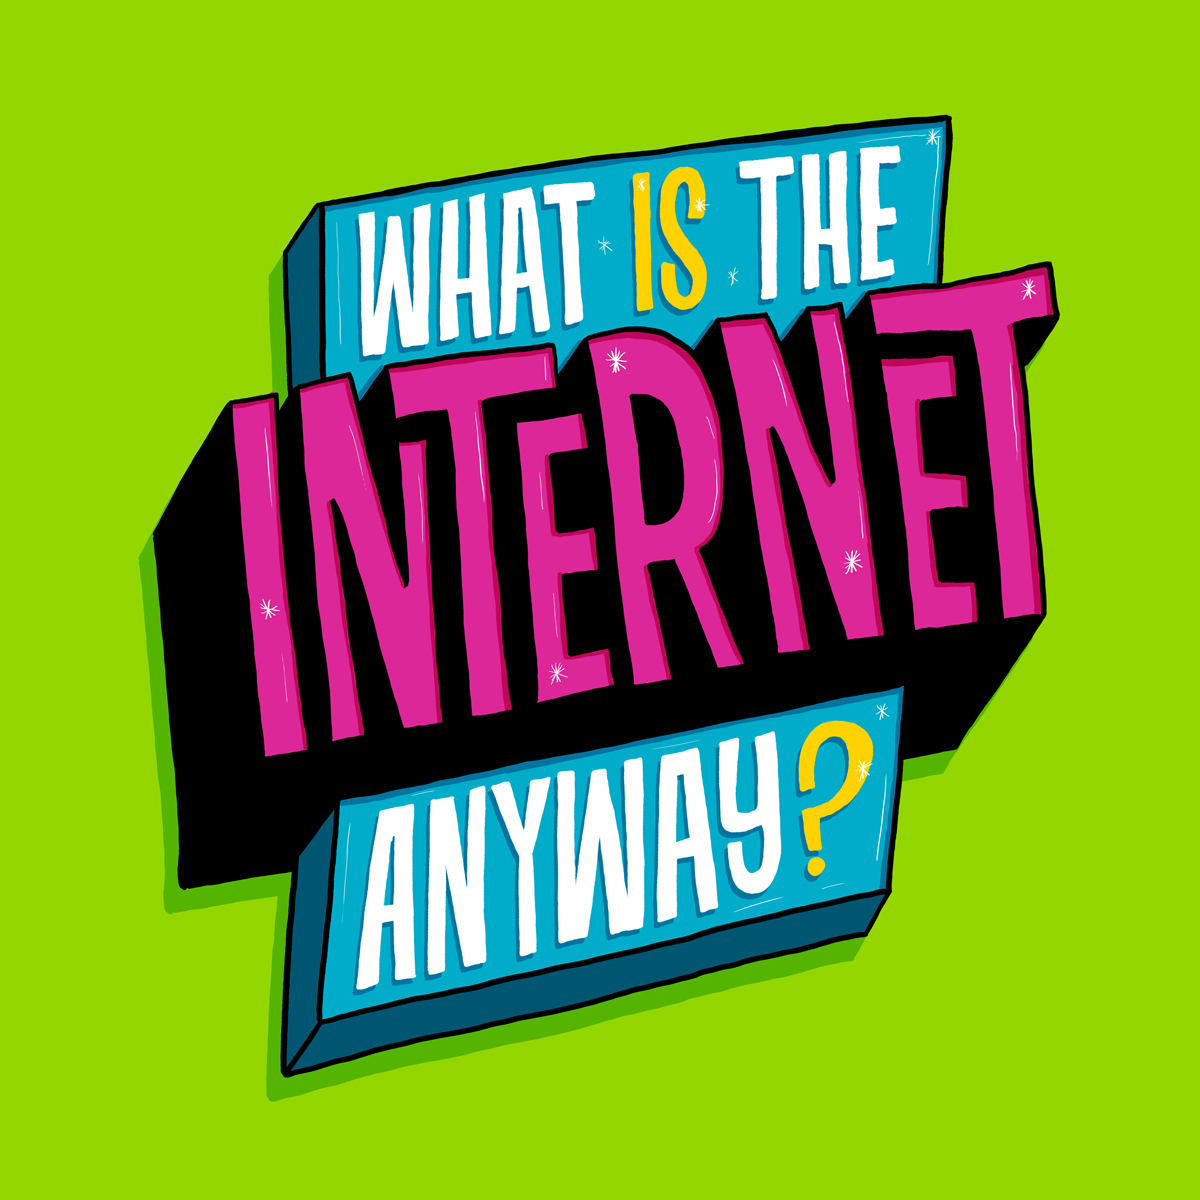 WHAT IS THE
INTERNET
ANYWAY?